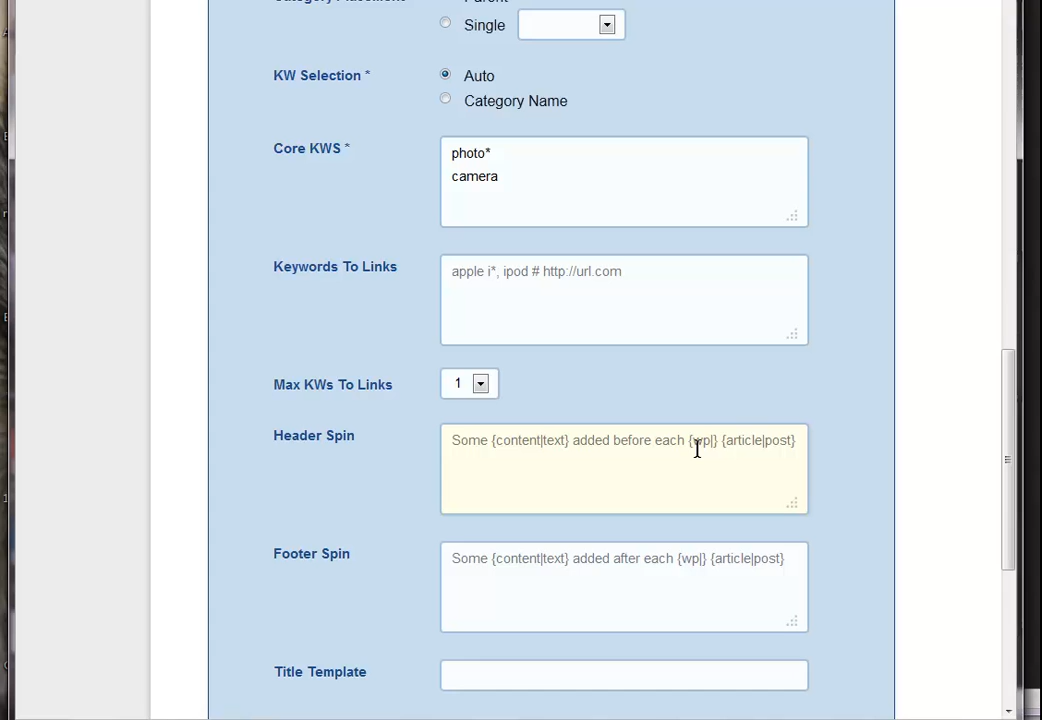 Single
KW Selection *
Auto
Category Name
Core KWS *
photo*
camera
Keywords To Links
apple i*, ipod # http://url.com
Max KWs To Links
1
Header Spin
Some {content|text} added before each {wp|} {article|post}
Footer Spin
Some {content|text} added after each {wp|} {article|post}
Title Template